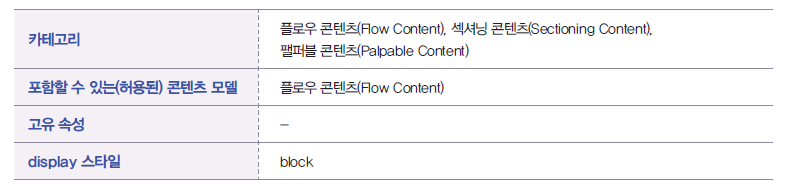 카테고리
플로우 콘텐츠(Flow Content), 섹셔닝 콘텐츠(Sectioning Content),
팰퍼블 콘텐츠(Palpable Content)
포함할 수 있는(허용된) 콘텐츠 모델
플로우 콘텐츠(Flow Content)
고유 속성
–
display 스타일
block